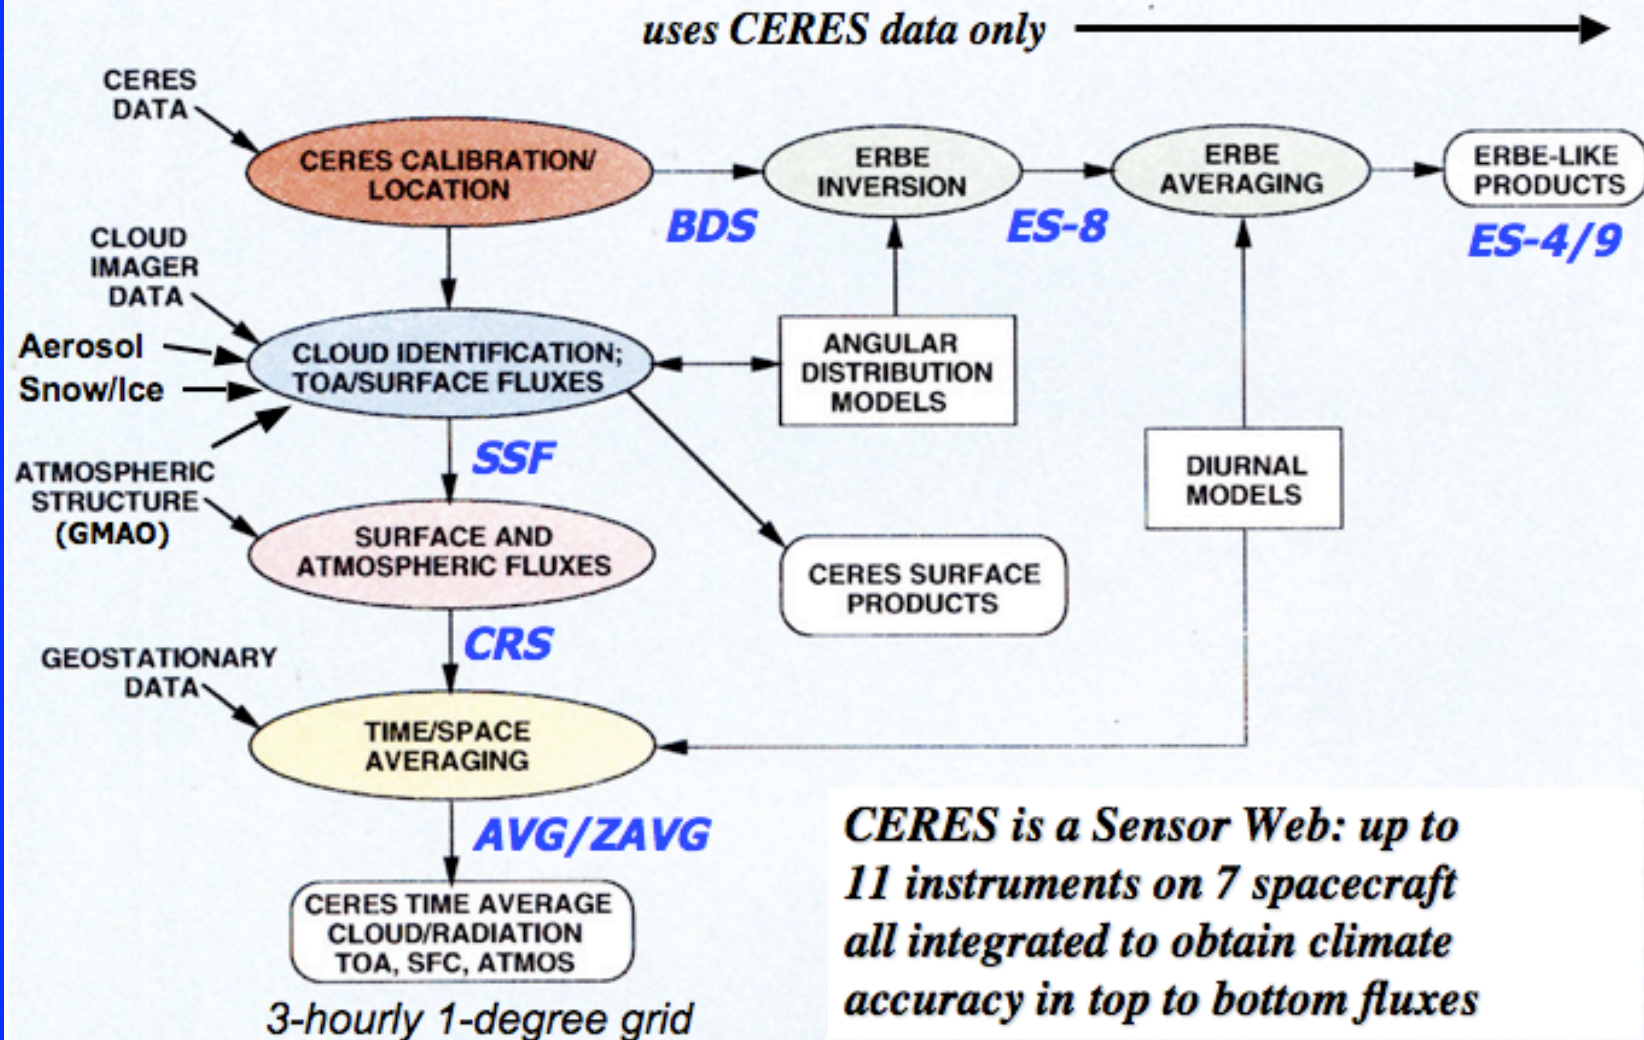 uses CERES data only
CERES
DATA
CERES CALIBRATION/
LOCATION
BDS
ERBE
INVERSION
ES-8
ERBE
AVERAGING
ERBE-LIKE
PRODUCTS
ES-4/9
CLOUD
IMAGER
DATA
Aerosol
Snow/Ice
CLOUD IDENTIFICATION;
TOA/SURFACE FLUXES
ANGULAR
DISTRIBUTION
MODELS
DIURNAL
MODELS
SSF
ATMOSPHERIC
STRUCTURE
(GMAO)
SURFACE AND
ATMOSPHERIC FLUXES
CERES SURFACE
PRODUCTS
CRS
GEOSTATIONARY
DATA
TIME/SPACE
AVERAGING
AVG/ZAVG
CERES TIME AVERAGE
CLOUD/RADIATION
TOA, SFC, ATMOS
3-hourly 1-degree grid
CERES is a Sensor Web: up to
11 instruments on 7 spacecraft
all integrated to obtain climate
accuracy in top to bottom fluxes